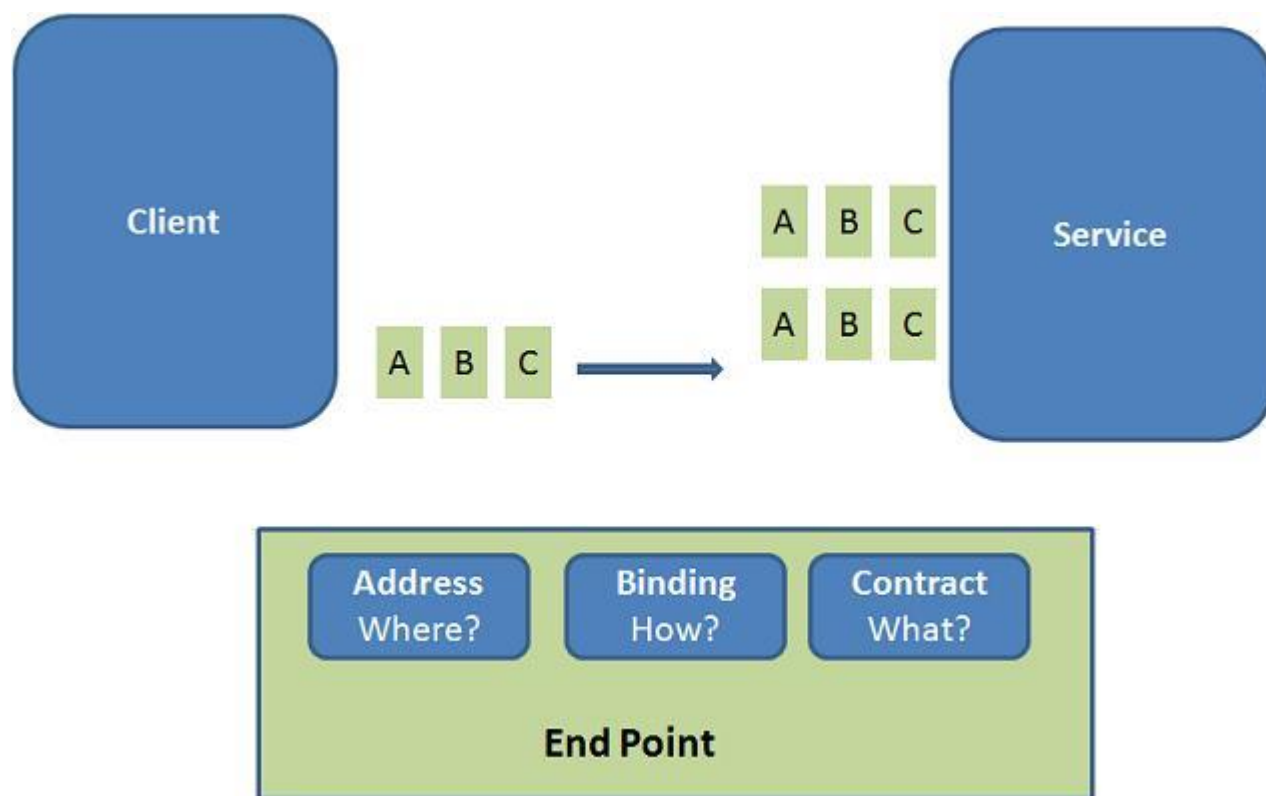 Client
Service
A B C
A B C
A B C
Address
Where?
Binding
How?
Contract
What?
End Point